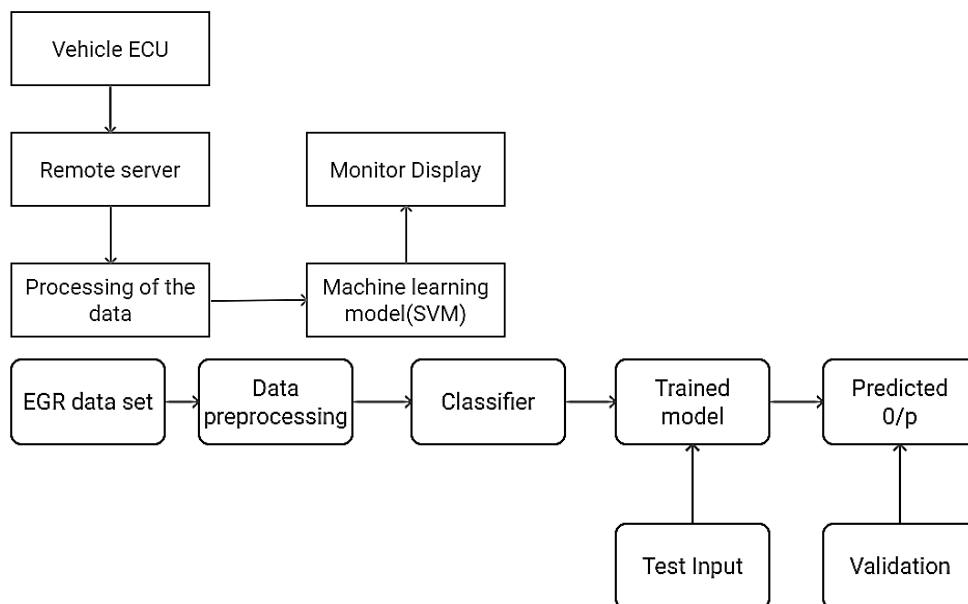 Vehicle ECU
Remote server
Monitor Display
Processing of the
data
Machine learning
model(SVM)
EGR data set
Data
preprocessing
Classifier
Trained
model
Predicted
0/p
Test Input
Validation